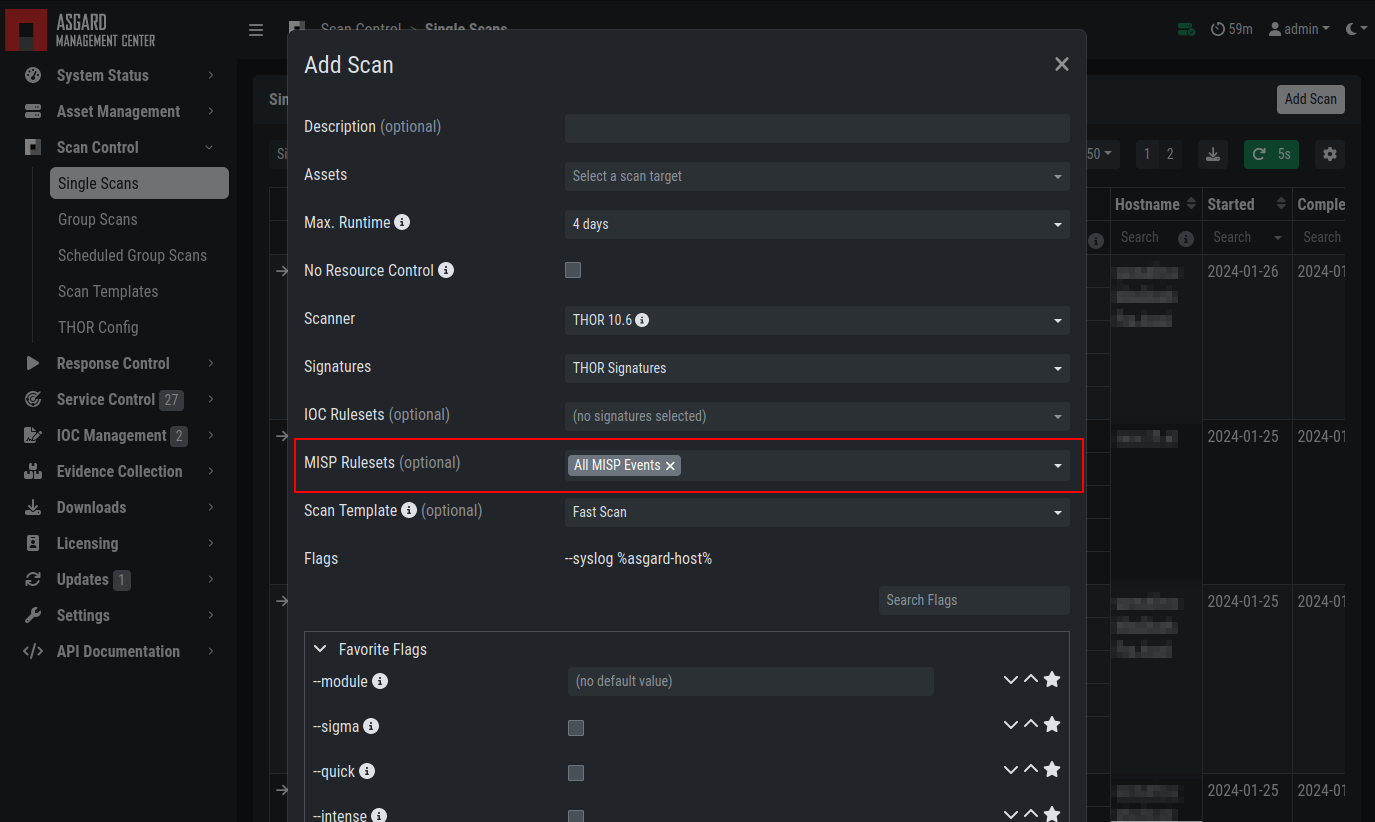 ASGARD
MANAGEMENT CENTER
Scan Control > Single Scans
59m
admin
System Status
Asset Management
Scan Control
Single Scans
Group Scans
Scheduled Group Scans
Scan Templates
THOR Config
Response Control
Service Control 27
IOC Management 2
Evidence Collection
Downloads
Licensing
Updates 1
Settings
API Documentation
Add Scan
Description (optional)
Assets Select a scan target
Max. Runtime 4 days
No Resource Control
Scanner THOR 10.6
Signatures THOR Signatures
IOC Rulesets (optional) (no signatures selected)
MISP Rulesets (optional) All MISP Events
Scan Template (optional) Fast Scan
Flags --syslog %asgard-host%
Search Flags
Favorite Flags
--module (no default value)
--sigma
--quick
--intense
Sin
Add Scan
Si
50 1 2 5s
Hostname Started Comple
Search Search Search
2024-01-26 2024-01
2024-01-25 2024-01
2024-01-25 2024-01
2024-01-25 2024-01